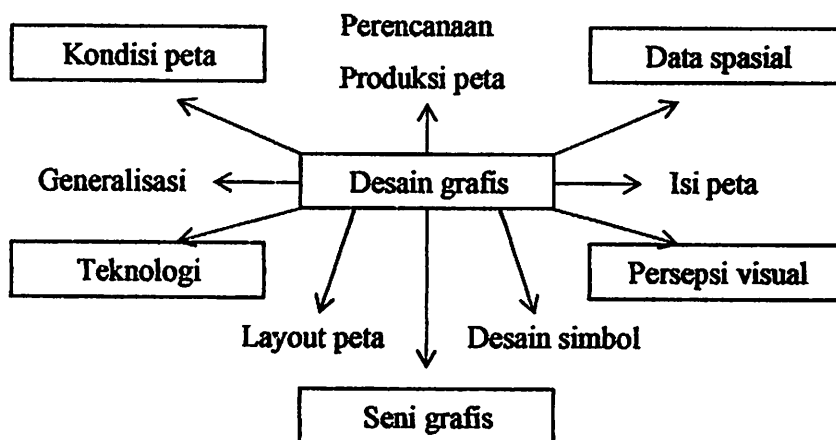 Perencanaan
Kondisi peta
Data spasial
Produksi peta
Generalisasi
Desain grafis
Isi peta
Teknologi
Persepsi visual
Layout peta
Desain simbol
Seni grafis